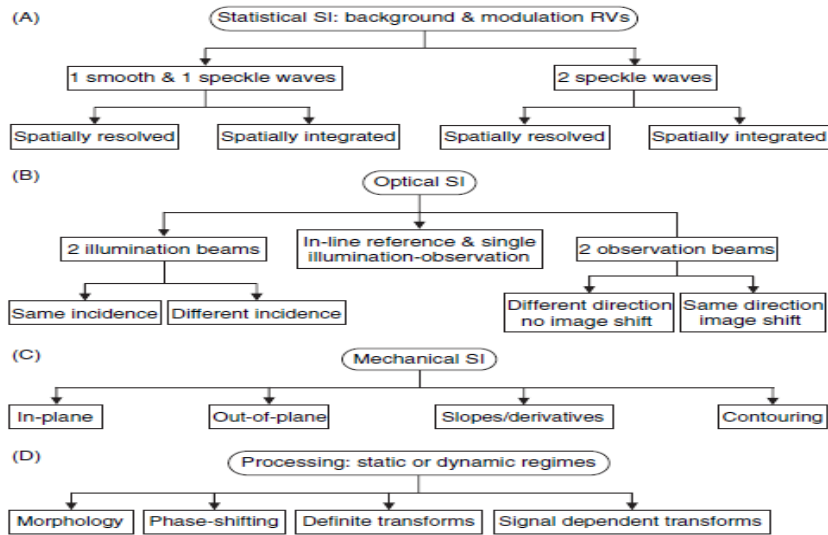 (A)
Statistical SI: background & modulation RVs
1 smooth & 1 speckle waves
2 speckle waves
Spatially resolved
Spatially integrated
Spatially resolved
Spatially integrated
(B)
Optical SI
2 illumination beams
In-line reference & single
illumination-observation
2 observation beams
Same incidence
Different incidence
Different direction
no image shift
Same direction
image shift
(C)
Mechanical SI
In-plane
Out-of-plane
Slopes/derivatives
Contouring
(D)
Processing: static or dynamic regimes
Morphology
Phase-shifting
Definite transforms
Signal dependent transforms